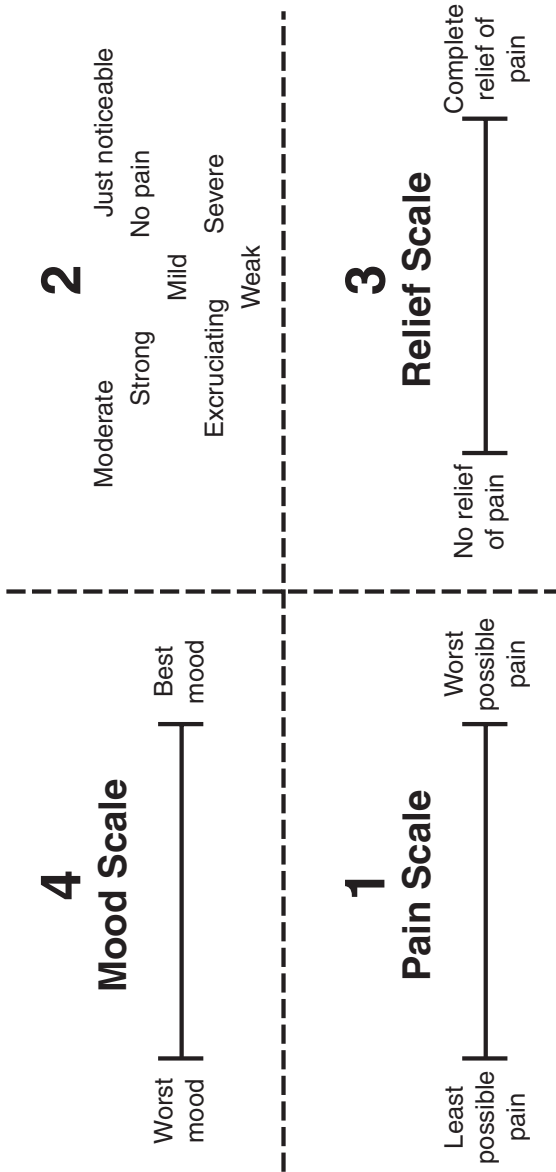 4
Mood Scale
Worst
mood
Best
mood
2
Moderate Just noticeable
Strong No pain
Mild
Excruciating Severe
Weak
1
Pain Scale
Least
possible
pain
Worst
possible
pain
3
Relief Scale
No relief
of pain
Complete
relief of
pain